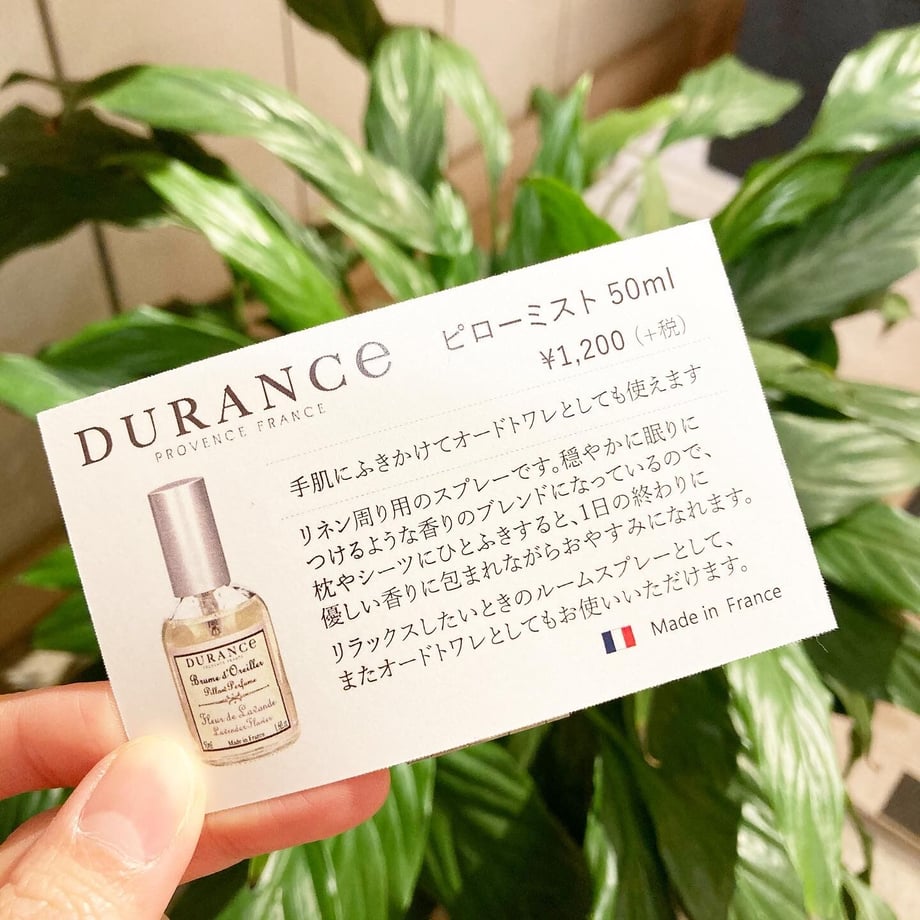 DURANCE
PROVENCE FRANCE
ピローミスト 50ml
¥1,200(+税)
手肌にふきかけてオードトワレとしても使えます
リネン周り用のスプレーです。穏やかに眠りに
つけるような香りのブレンドになっているので、
枕やシーツにひとふきすると、1日の終わりに
優しい香りに包まれながらおやすみになれます。
リラックスしたいときのルームスプレーとして、
またオードトワレとしてもお使いいただけます。
Made in France
DURANCE
Brume d'Oreiller
Pillow Perfume
Fleur de Lavande
Lavender Flower
Made in France